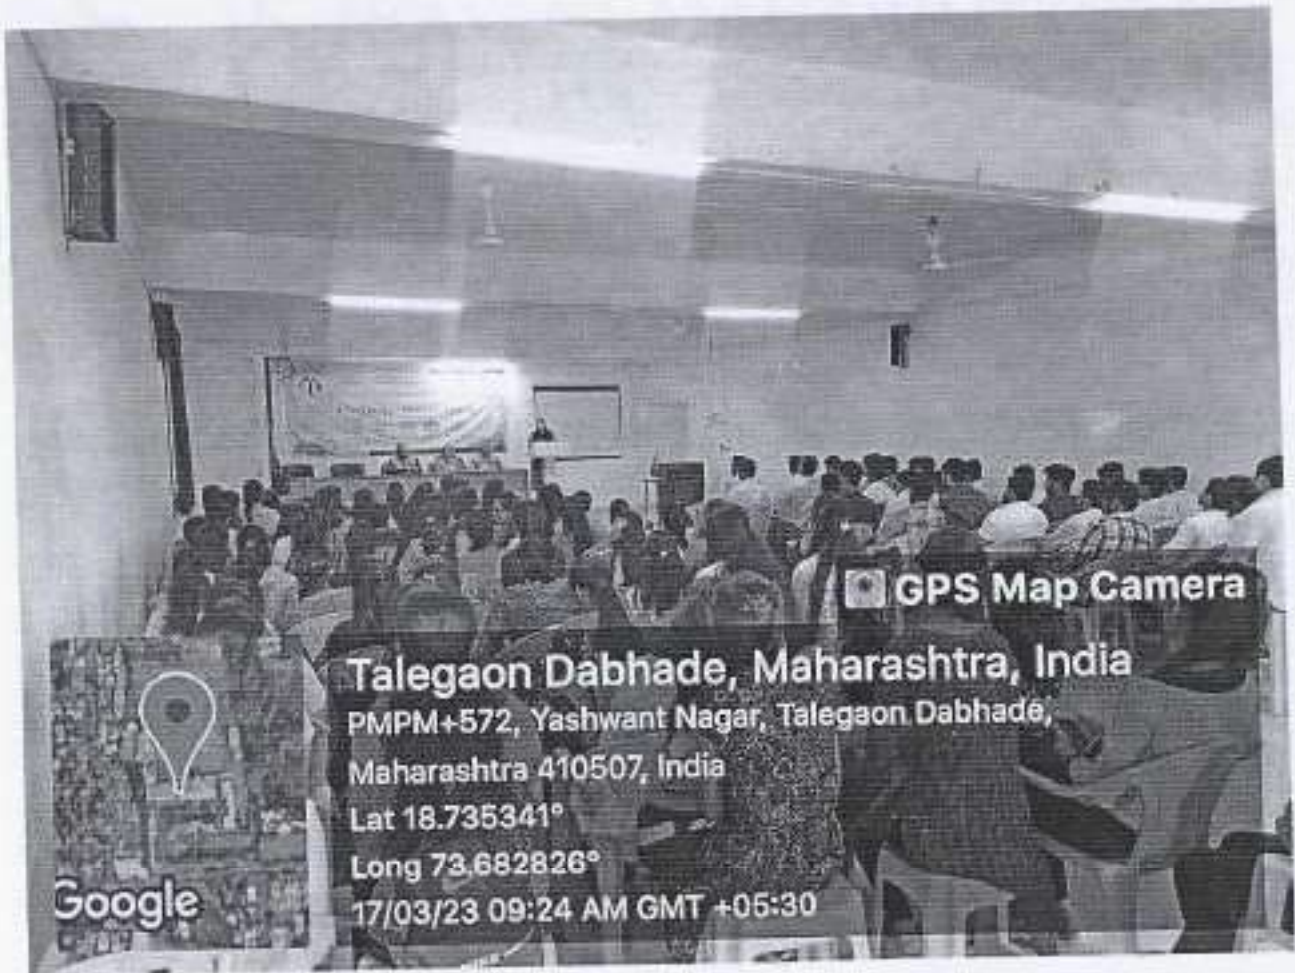 GPS Map Camera
Talegaon Dabhade, Maharashtra, India
PMPM+572, Yashwant Nagar, Talegaon Dabhade,
Maharashtra 410507, India
Lat 18.735341°
Long 73.682826°
17/03/23 09:24 AM GMT +05:30
Google